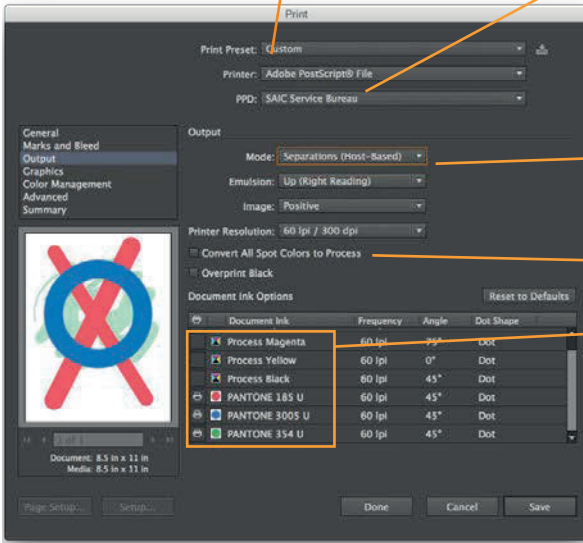 Print
Print Preset: Custom
Printer: Adobe PostScript® File
PPD: SAIC Service Bureau
General
Marks and Bleed
Output
Graphics
Color Management
Advanced
Summary
Output
Mode: Separations (Host-Based)
Emulsion: Up (Right Reading)
Image: Positive
Printer Resolution: 60 lpi / 300 dpi
Convert All Spot Colors to Process
Overprint Black
Document Ink Options
Reset to Defaults
Document Ink Frequency Angle Dot Shape
Process Magenta 60 lpi 75° Dot
Process Yellow 60 lpi 0° Dot
Process Black 60 lpi 45° Dot
PANTONE 185 U 60 lpi 45° Dot
PANTONE 3005 U 60 lpi 45° Dot
PANTONE 354 U 60 lpi 45° Dot
1 of 1
Document: 8.5 in x 11 in
Media: 8.5 in x 11 in
Page Setup... Setup... Done Cancel Save